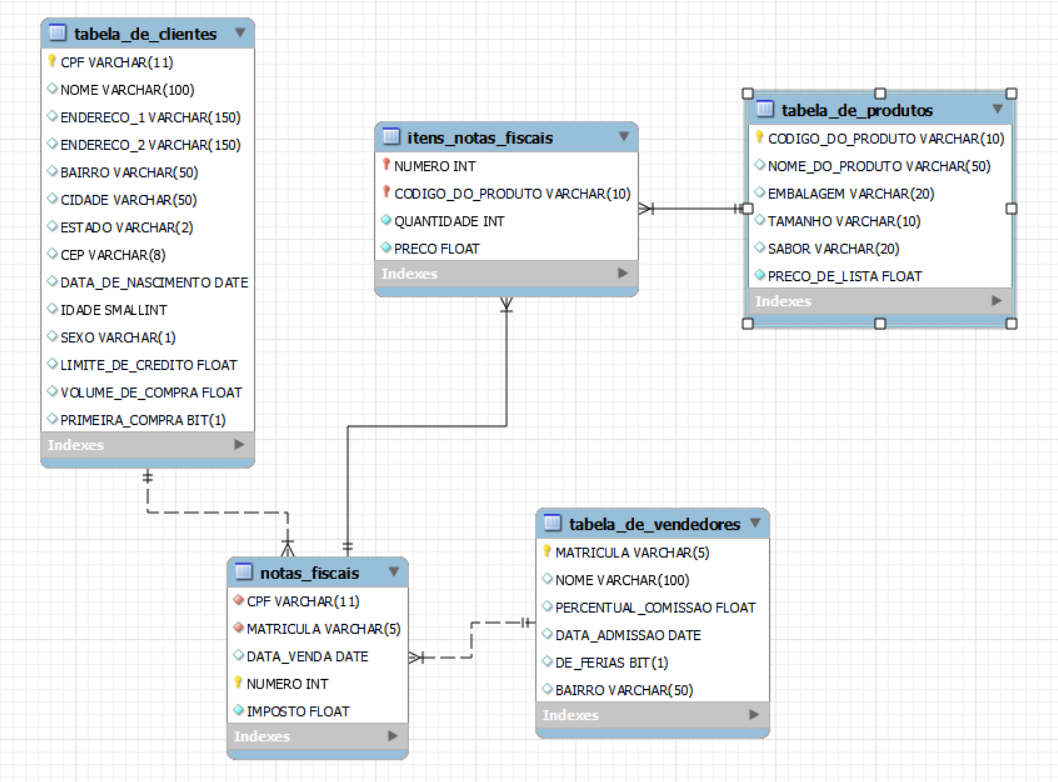 tabela_de_clientes
CPF VARCHAR(11)
NOME VARCHAR(100)
ENDERECO_1 VARCHAR(150)
ENDERECO_2 VARCHAR(150)
BAIRRO VARCHAR(50)
CIDADE VARCHAR(50)
ESTADO VARCHAR(2)
CEP VARCHAR(8)
DATA_DE_NASCIMENTO DATE
IDADE SMALLINT
SEXO VARCHAR(1)
LIMITE_DE_CREDITO FLOAT
VOLUME_DE_COMPRA FLOAT
PRIMEIRA_COMPRA BIT(1)
Indexes
itens_notas_fiscais
NUMERO INT
CODIGO_DO_PRODUTO VARCHAR(10)
QUANTIDADE INT
PRECO FLOAT
Indexes
tabela_de_produtos
CODIGO_DO_PRODUTO VARCHAR(10)
NOME_DO_PRODUTO VARCHAR(50)
EMBALAGEM VARCHAR(20)
TAMANHO VARCHAR(10)
SABOR VARCHAR(20)
PRECO_DE_LISTA FLOAT
Indexes
notas_fiscais
CPF VARCHAR(11)
MATRICULA VARCHAR(5)
DATA_VENDA DATE
NUMERO INT
IMPOSTO FLOAT
Indexes
tabela_de_vendedores
MATRICULA VARCHAR(5)
NOME VARCHAR(100)
PERCENTUAL_COMISSAO FLOAT
DATA_ADMISSAO DATE
DE_FERIAS BIT(1)
BAIRRO VARCHAR(50)
Indexes